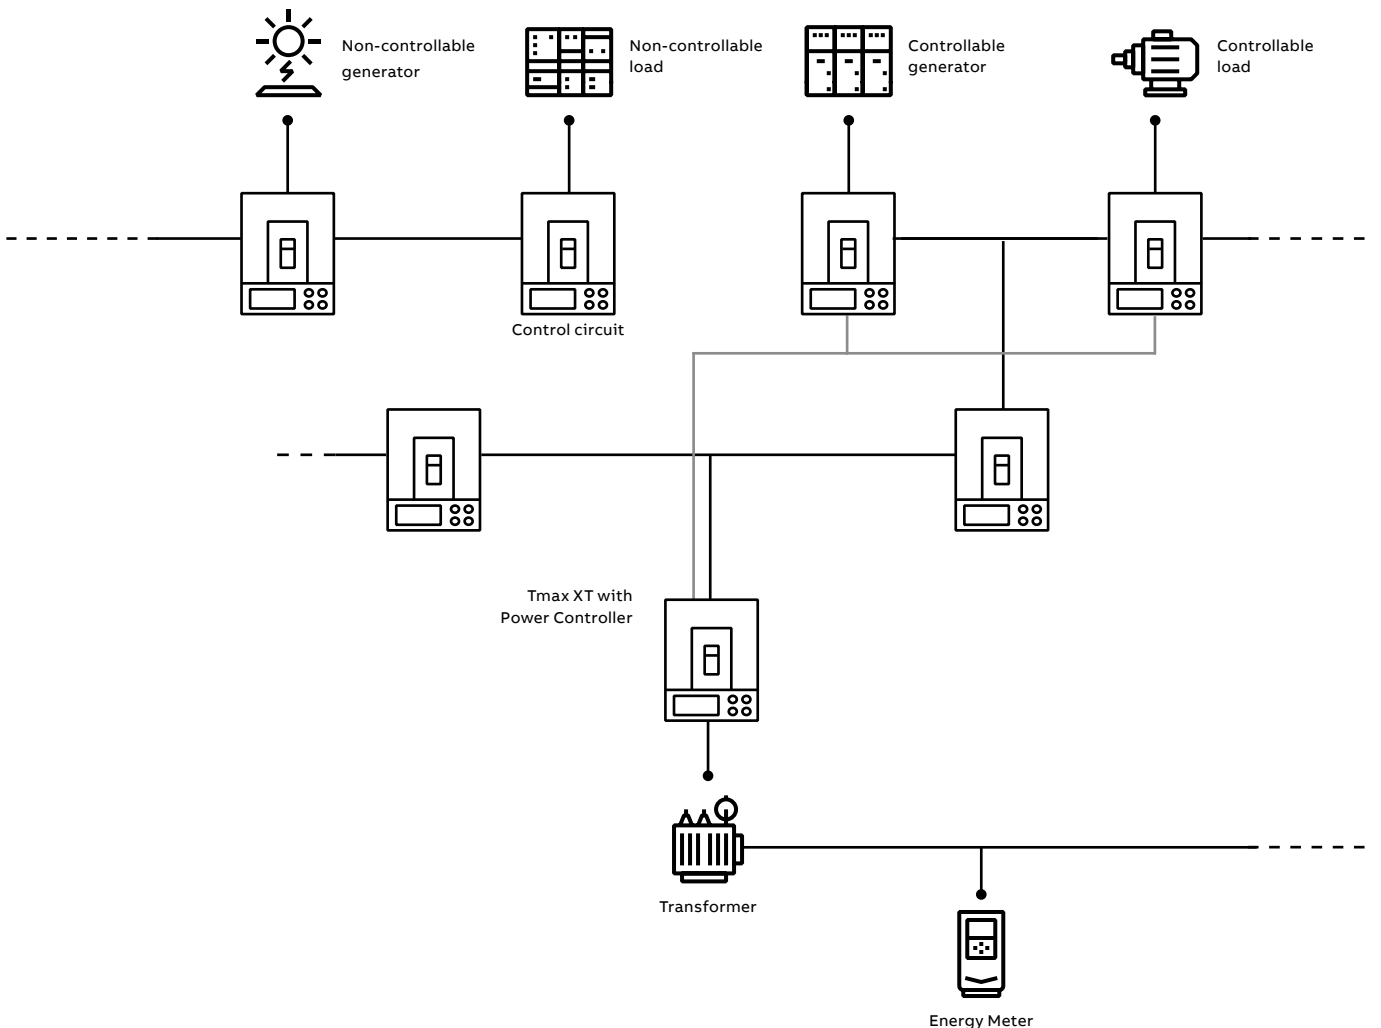 Non-controllable
generator
Non-controllable
load
Controllable
generator
Controllable
load
Control circuit
Tmax XT with
Power Controller
Transformer
Energy Meter